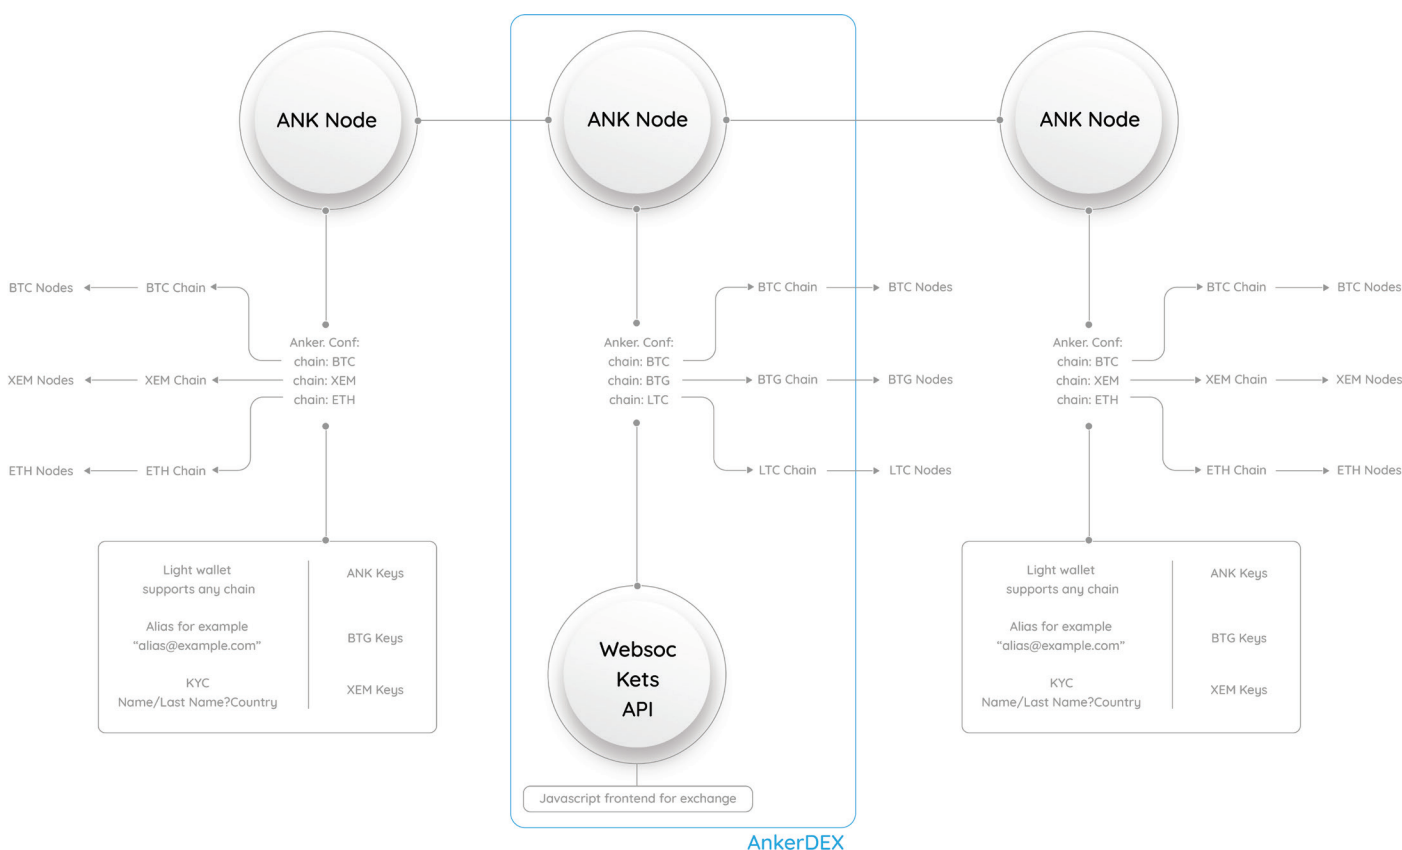 ANK Node
ANK Node
ANK Node
BTC Nodes
BTC Chain
Anker. Conf:
chain: BTC
chain: XEM
chain: ETH
XEM Nodes
XEM Chain
ETH Nodes
ETH Chain
Anker. Conf:
chain: BTC
chain: BTG
chain: LTC
BTC Chain
BTC Nodes
BTG Chain
BTG Nodes
LTC Chain
LTC Nodes
Anker. Conf:
chain: BTC
chain: XEM
chain: ETH
BTC Chain
BTC Nodes
XEM Chain
XEM Nodes
ETH Chain
ETH Nodes
Light wallet
supports any chain
Alias for example
“alias@example.com”
KYC
Name/Last Name?Country
ANK Keys
BTG Keys
XEM Keys
Websoc
Kets
API
Javascript frontend for exchange
AnkerDEX
Light wallet
supports any chain
Alias for example
“alias@example.com”
KYC
Name/Last Name?Country
ANK Keys
BTG Keys
XEM Keys